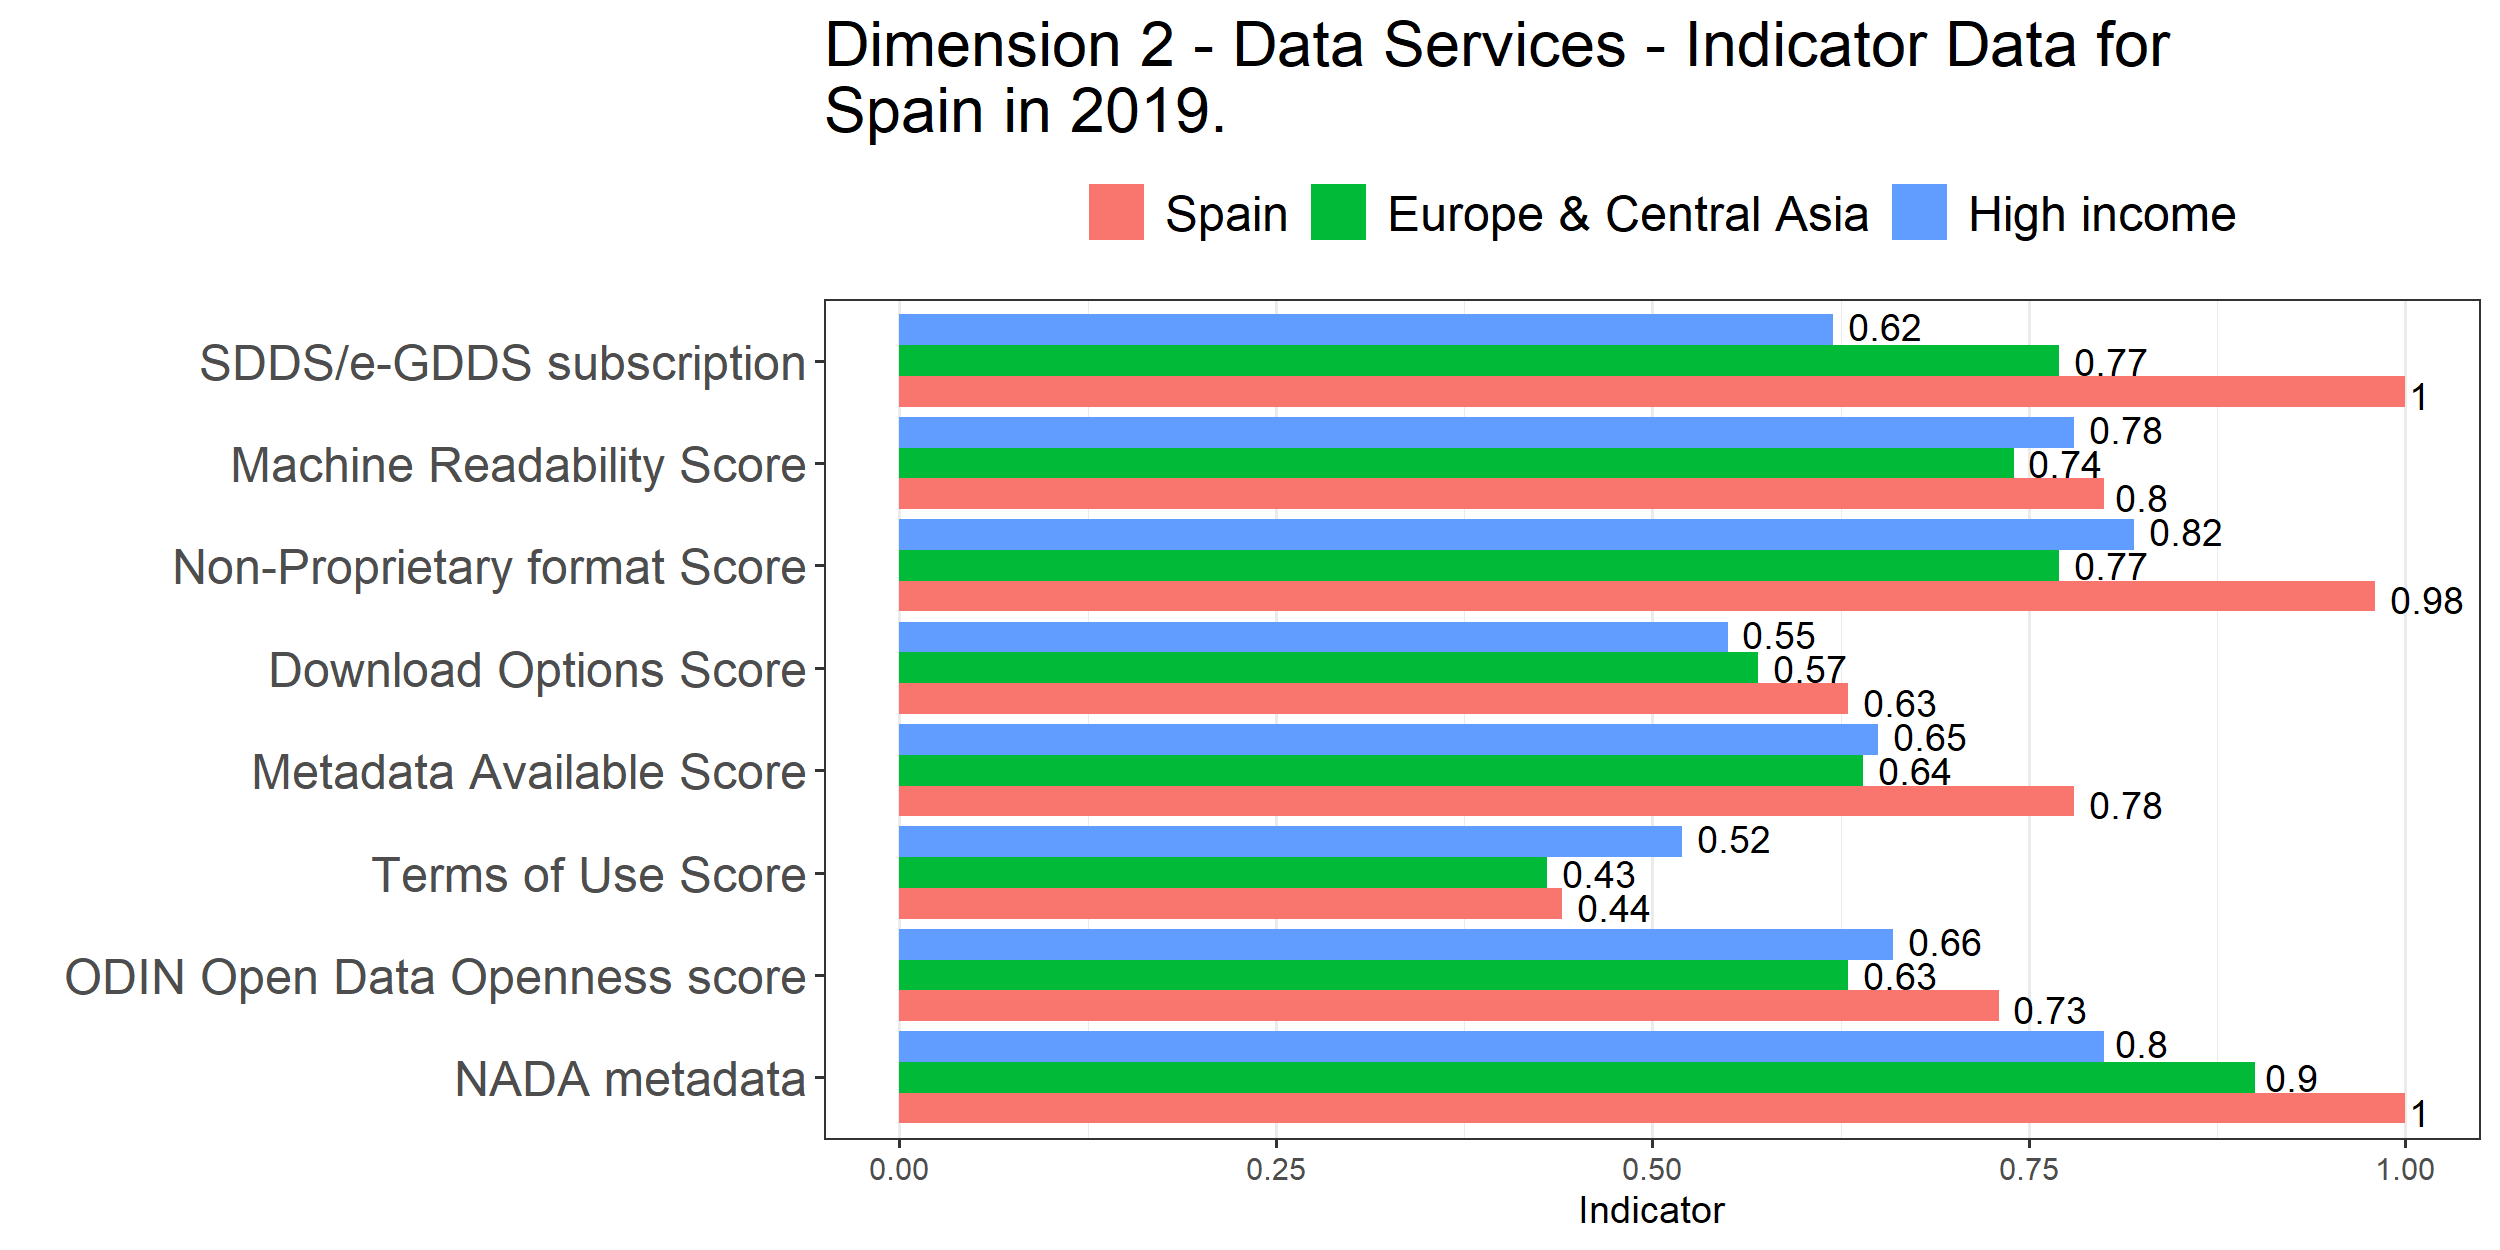 Dimension 2 - Data Services - Indicator Data for
Spain in 2019.
Spain
Europe & Central Asia
High income
SDDS/e-GDDS subscription
0.62
0.77
1
Machine Readability Score
0.78
0.74
0.8
Non-Proprietary format Score
0.82
0.77
0.98
Download Options Score
0.55
0.57
0.63
Metadata Available Score
0.65
0.64
0.78
Terms of Use Score
0.52
0.43
0.44
ODIN Open Data Openness score
0.66
0.63
0.73
NADA metadata
0.8
0.9
1
0.00 0.25 0.50 0.75 1.00
Indicator